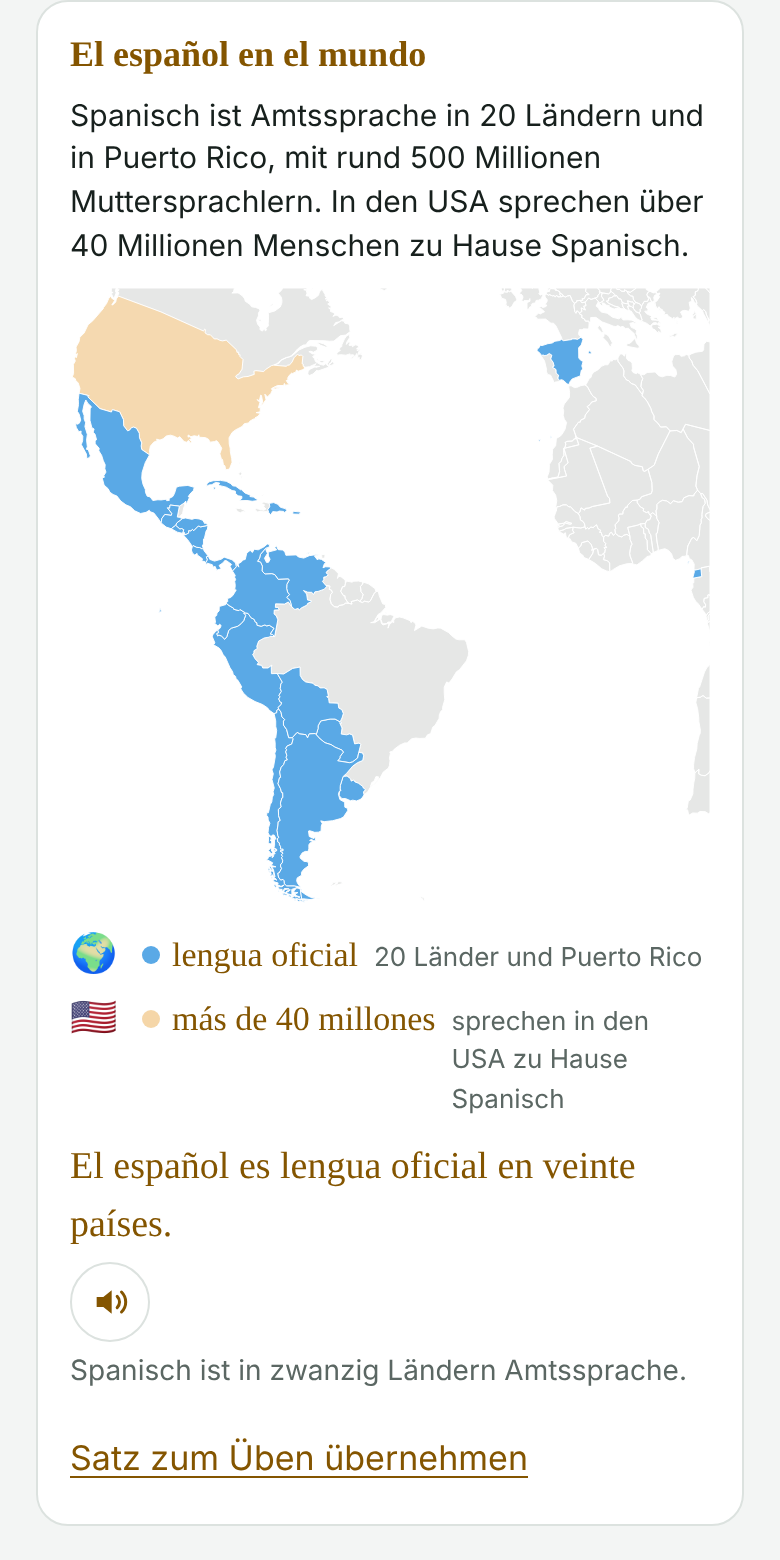 El español en el mundo
Spanisch ist Amtssprache in 20 Ländern und
in Puerto Rico, mit rund 500 Millionen
Muttersprachlern. In den USA sprechen über
40 Millionen Menschen zu Hause Spanisch.
lengua oficial 20 Länder und Puerto Rico
más de 40 millones sprechen in den
USA zu Hause
Spanisch
El español es lengua oficial en veinte
países.
Spanisch ist in zwanzig Ländern Amtssprache.
Satz zum Üben übernehmen